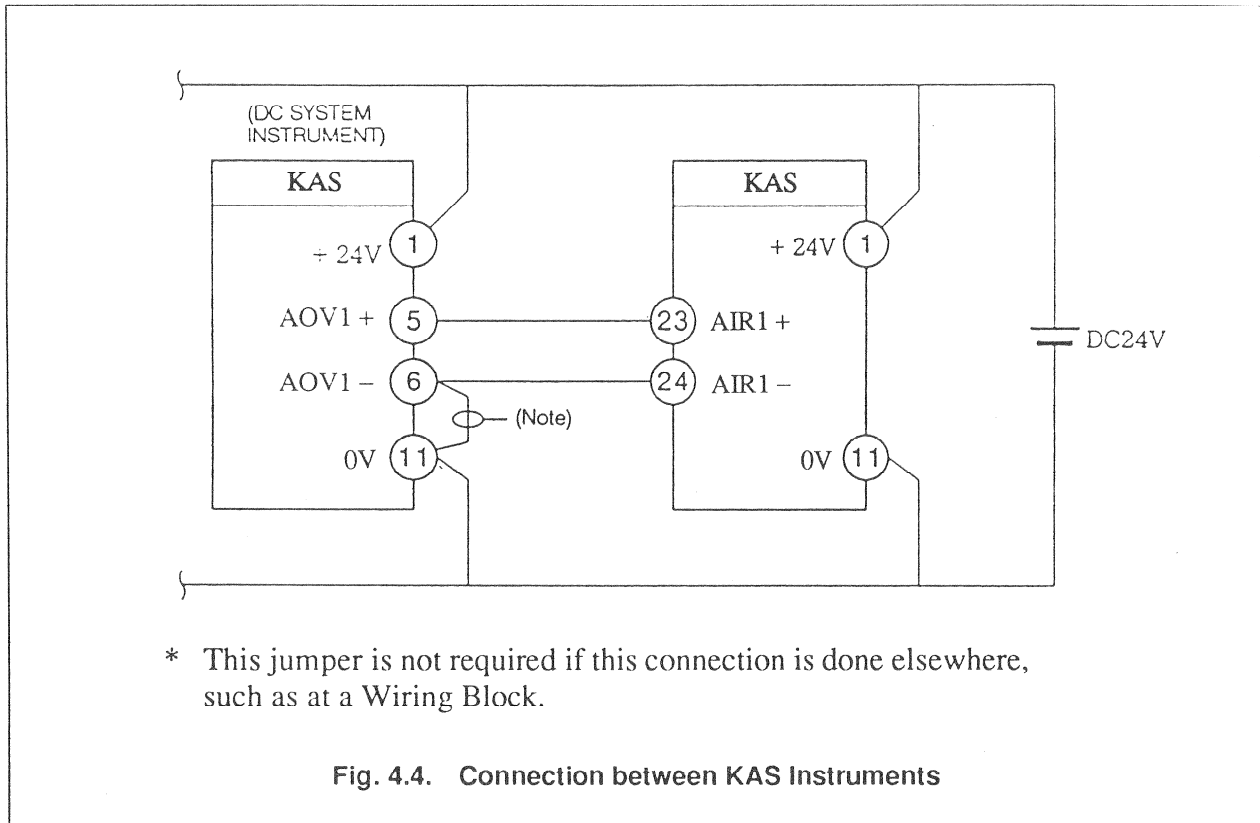 (DC SYSTEM
INSTRUMENT)
KAS
KAS
+ 24V
1
+ 24V
1
AOV1 +
5
23
AIR1 +
DC24V
AOV1 –
6
24
AIR1 –
(Note)
0V
11
0V
11
* This jumper is not required if this connection is done elsewhere,
such as at a Wiring Block.
Fig. 4.4. Connection between KAS Instruments